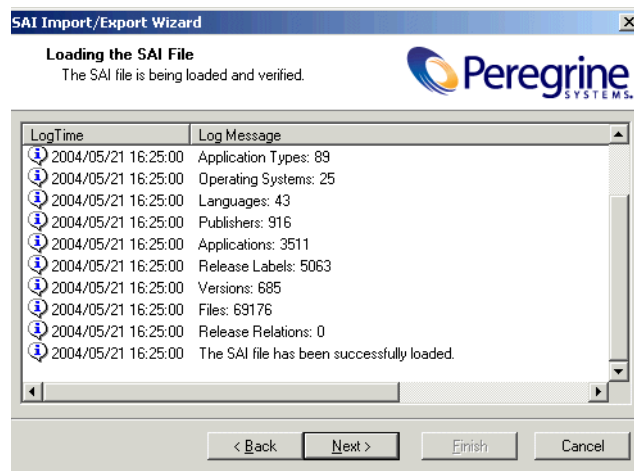 SAI Import/Export Wizard
Loading the SAI File
The SAI file is being loaded and verified.
Peregrine
SYSTEMS
LogTime Log Message
2004/05/21 16:25:00 Application Types: 89
2004/05/21 16:25:00 Operating Systems: 25
2004/05/21 16:25:00 Languages: 43
2004/05/21 16:25:00 Publishers: 916
2004/05/21 16:25:00 Applications: 3511
2004/05/21 16:25:00 Release Labels: 5063
2004/05/21 16:25:00 Versions: 685
2004/05/21 16:25:00 Files: 69176
2004/05/21 16:25:00 Release Relations: 0
2004/05/21 16:25:00 The SAI file has been successfully loaded.
< Back Next > Finish Cancel